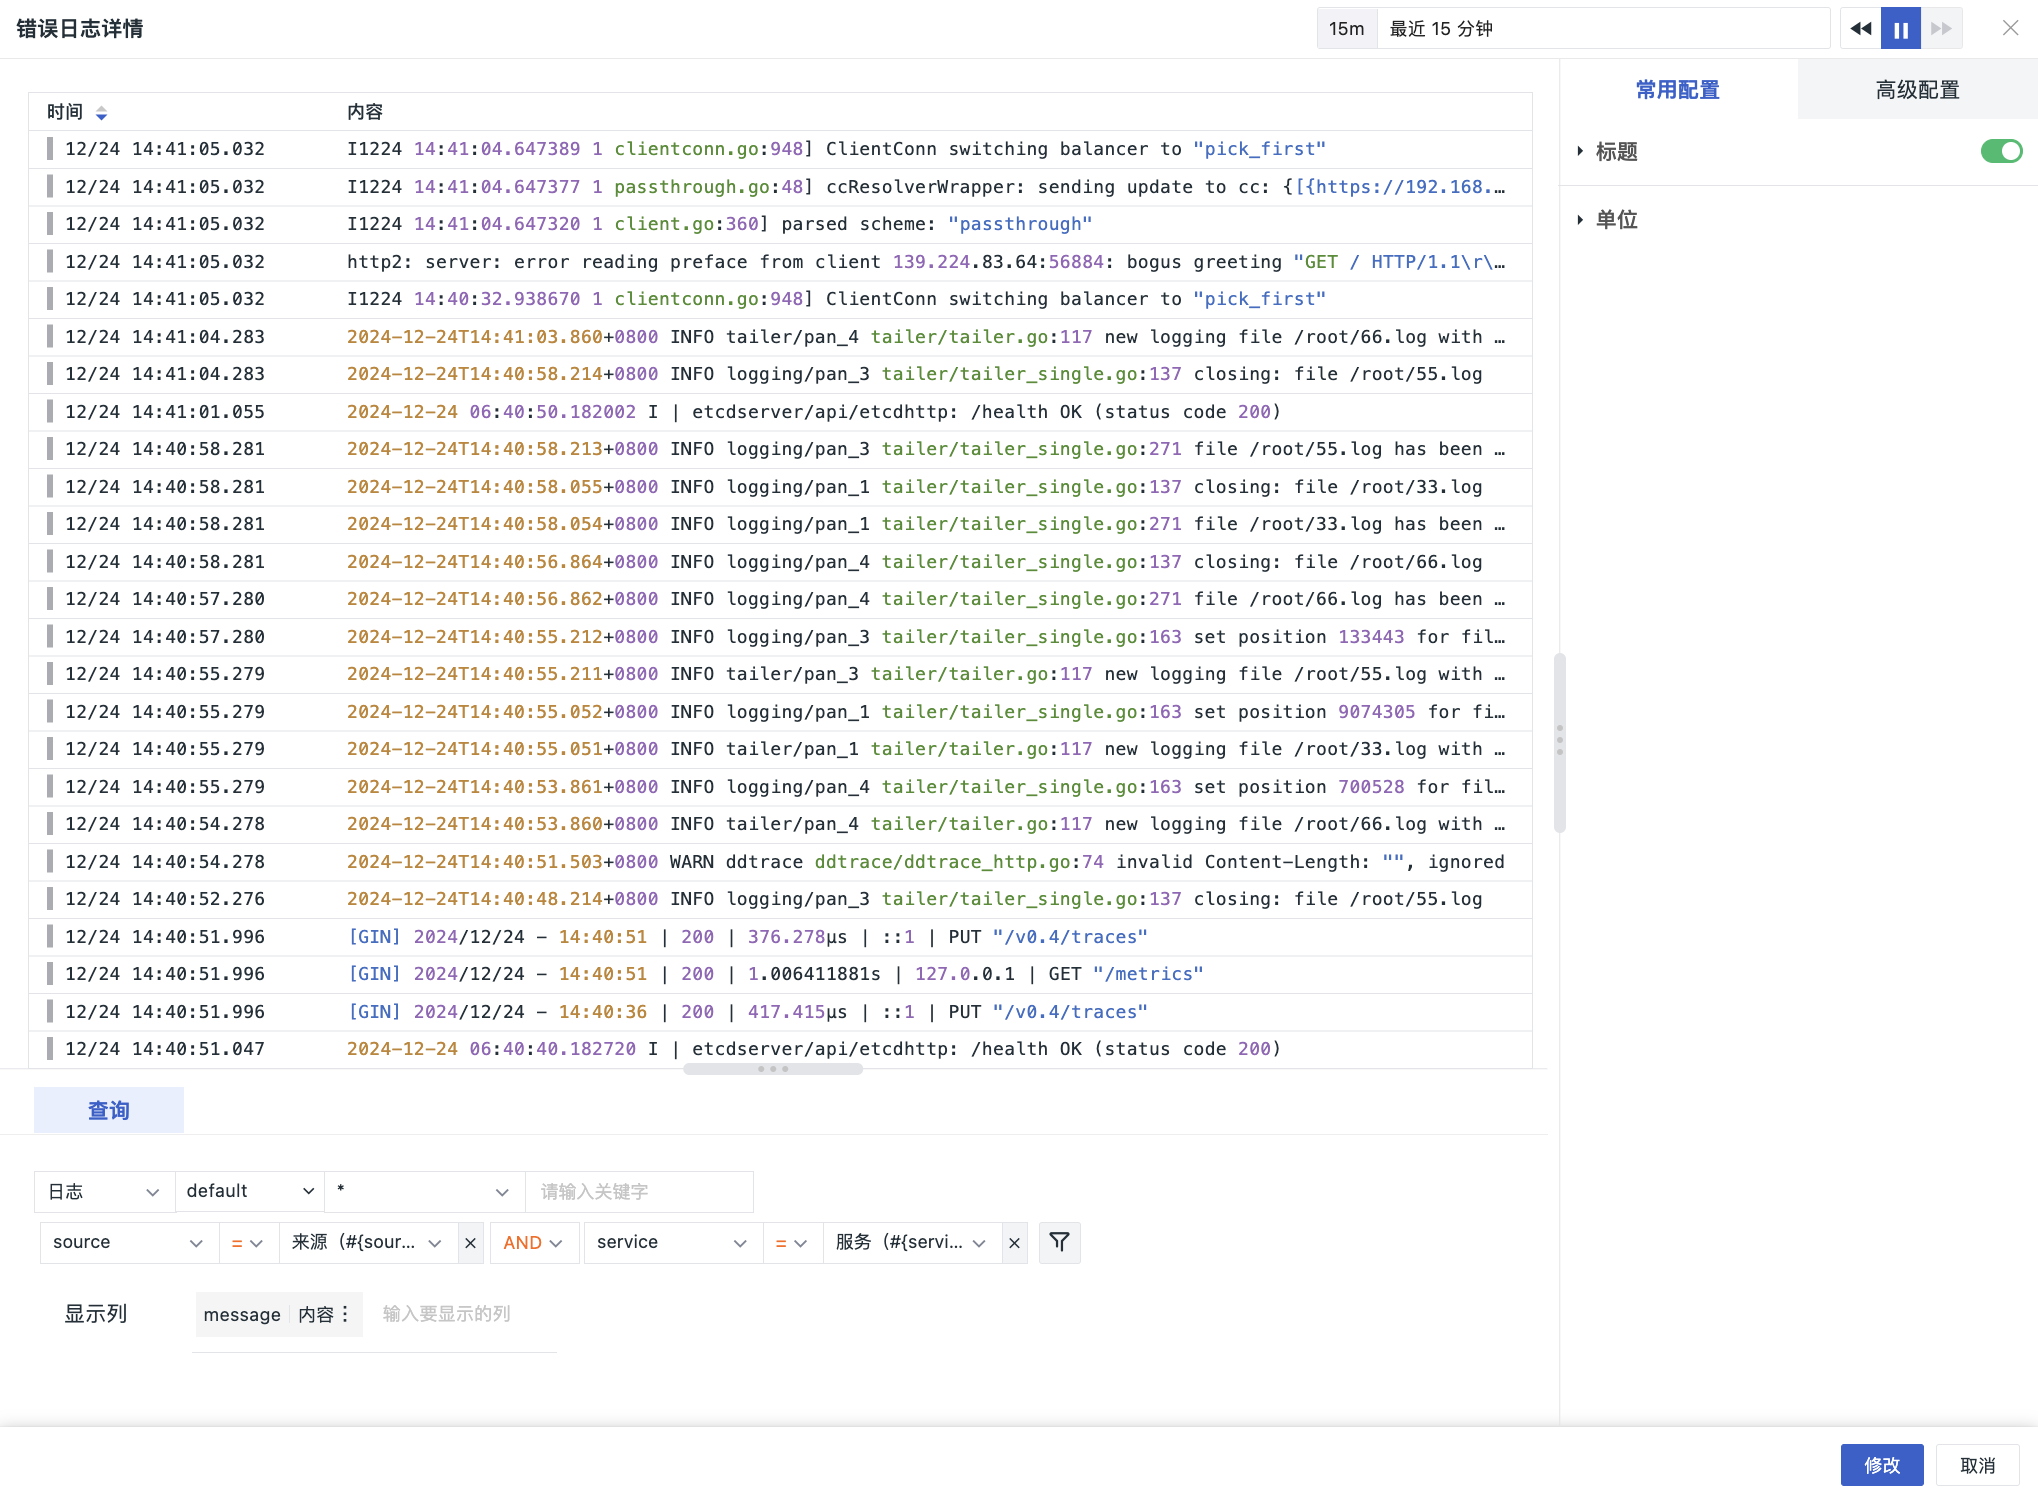 错误日志详情
15m 最近 15 分钟
常用配置 高级配置
标题
单位
时间 内容
12/24 14:41:05.032 I1224 14:41:04.647389 1 clientconn.go:948] ClientConn switching balancer to "pick_first"
12/24 14:41:05.032 I1224 14:41:04.647377 1 passthrough.go:48] ccResolverWrapper: sending update to cc: {[{https://192.168.…
12/24 14:41:05.032 I1224 14:41:04.647320 1 client.go:360] parsed scheme: "passthrough"
12/24 14:41:05.032 http2: server: error reading preface from client 139.224.83.64:56884: bogus greeting "GET / HTTP/1.1\r\…
12/24 14:41:05.032 I1224 14:40:32.938670 1 clientconn.go:948] ClientConn switching balancer to "pick_first"
12/24 14:41:04.283 2024-12-24T14:41:03.860+0800 INFO tailer/pan_4 tailer/tailer.go:117 new logging file /root/66.log with …
12/24 14:41:04.283 2024-12-24T14:40:58.214+0800 INFO logging/pan_3 tailer/tailer_single.go:137 closing: file /root/55.log
12/24 14:41:01.055 2024-12-24 06:40:50.182002 I | etcdserver/api/etcdhttp: /health OK (status code 200)
12/24 14:40:58.281 2024-12-24T14:40:58.213+0800 INFO logging/pan_3 tailer/tailer_single.go:271 file /root/55.log has been …
12/24 14:40:58.281 2024-12-24T14:40:58.055+0800 INFO logging/pan_1 tailer/tailer_single.go:137 closing: file /root/33.log
12/24 14:40:58.281 2024-12-24T14:40:58.054+0800 INFO logging/pan_1 tailer/tailer_single.go:271 file /root/33.log has been …
12/24 14:40:58.281 2024-12-24T14:40:56.864+0800 INFO logging/pan_4 tailer/tailer_single.go:137 closing: file /root/66.log
12/24 14:40:57.280 2024-12-24T14:40:56.862+0800 INFO logging/pan_4 tailer/tailer_single.go:271 file /root/66.log has been …
12/24 14:40:57.280 2024-12-24T14:40:55.212+0800 INFO logging/pan_3 tailer/tailer_single.go:163 set position 133443 for fil…
12/24 14:40:55.279 2024-12-24T14:40:55.211+0800 INFO tailer/pan_3 tailer/tailer.go:117 new logging file /root/55.log with …
12/24 14:40:55.279 2024-12-24T14:40:55.052+0800 INFO logging/pan_1 tailer/tailer_single.go:163 set position 9074305 for fi…
12/24 14:40:55.279 2024-12-24T14:40:55.051+0800 INFO tailer/pan_1 tailer/tailer.go:117 new logging file /root/33.log with …
12/24 14:40:55.279 2024-12-24T14:40:53.861+0800 INFO logging/pan_4 tailer/tailer_single.go:163 set position 700528 for fil…
12/24 14:40:54.278 2024-12-24T14:40:53.860+0800 INFO tailer/pan_4 tailer/tailer.go:117 new logging file /root/66.log with …
12/24 14:40:54.278 2024-12-24T14:40:51.503+0800 WARN ddtrace ddtrace/ddtrace_http.go:74 invalid Content-Length: "", ignored
12/24 14:40:52.276 2024-12-24T14:40:48.214+0800 INFO logging/pan_3 tailer/tailer_single.go:137 closing: file /root/55.log
12/24 14:40:51.996 [GIN] 2024/12/24 - 14:40:51 | 200 | 376.278µs | ::1 | PUT "/v0.4/traces"
12/24 14:40:51.996 [GIN] 2024/12/24 - 14:40:51 | 200 | 1.006411881s | 127.0.0.1 | GET "/metrics"
12/24 14:40:51.996 [GIN] 2024/12/24 - 14:40:36 | 200 | 417.415µs | ::1 | PUT "/v0.4/traces"
12/24 14:40:51.047 2024-12-24 06:40:40.182720 I | etcdserver/api/etcdhttp: /health OK (status code 200)
查询
日志 default * 请输入关键字
source = 来源（#{sour... AND service = 服务（#{servi...
显示列 message 内容 输入要显示的列
修改 取消